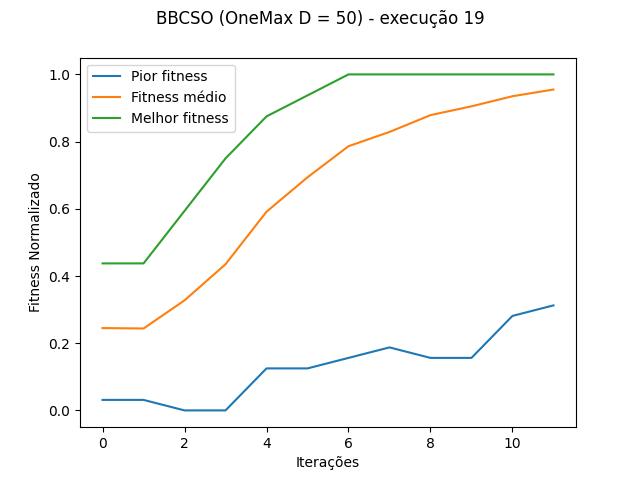 BBCSO (OneMax D = 50) - execução 19
Pior fitness
Fitness médio
Melhor fitness
Fitness Normalizado
1.0
0.8
0.6
0.4
0.2
0.0
0 2 4 6 8 10
Iterações